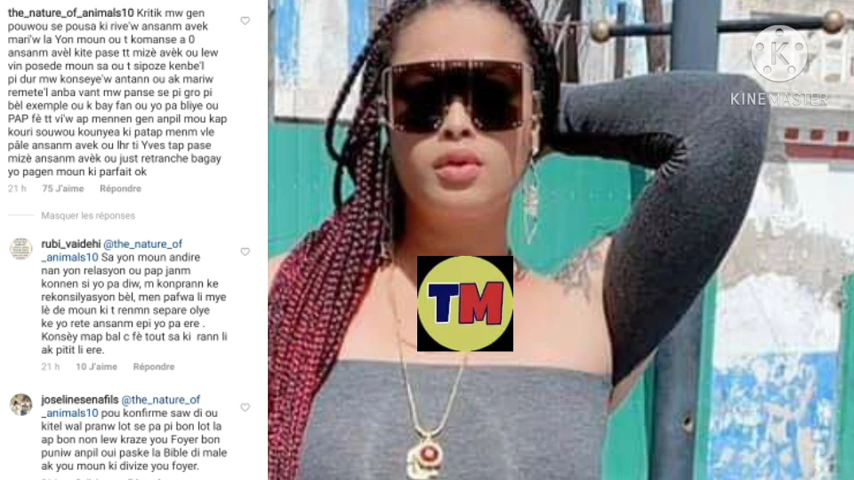 the_nature_of_animals10 Kritik mw gen
pouwou se pousa ki rive'w ansanm avek
mari'w la Yon moun ou t komanse a 0
ansanm avèl kite pase tt mizè avèk ou lew
vin posede moun sa ou t sipoze kenbe'l
pi dur mw konseye'w antann ou ak mariw
remete'l anba vant mw panse se pi gro pi
bèl exemple ou k bay fan ou yo pa bliye ou
PAP fè tt vi'w ap mennen gen anpil mou kap
kouri souwou kounyea ki patap menm vle
pâle ansanm avek ou lhr ti Yves tap pase
mizè ansanm avèk ou just retranche bagay
yo pagen moun ki parfait ok
21 h 75 J'aime Répondre
Masquer les réponses
rubi_vaidehi @the_nature_of
_animals10 Sa yon moun andire
nan yon relasyon ou pap janm
konnen si yo pa diw, m konprann ke
rekonsilyasyon bèl, men pafwa li mye
lè de moun ki t renmn separe olye
ke yo rete ansanm epi yo pa ere .
Konsèy map bal c fè tout sa ki rann li
ak pitit li ere.
21 h 10 J'aime Répondre
joselinesenafils @the_nature_of
_animals10 pou konfirme saw di ou
kitel wal pranw lot se pa pi bon lot la
ap bon non lew kraze you Foyer bon
puniw anpil oui paske la Bible di male
ak you moun ki divize you foyer.
TM
KINEMASTER